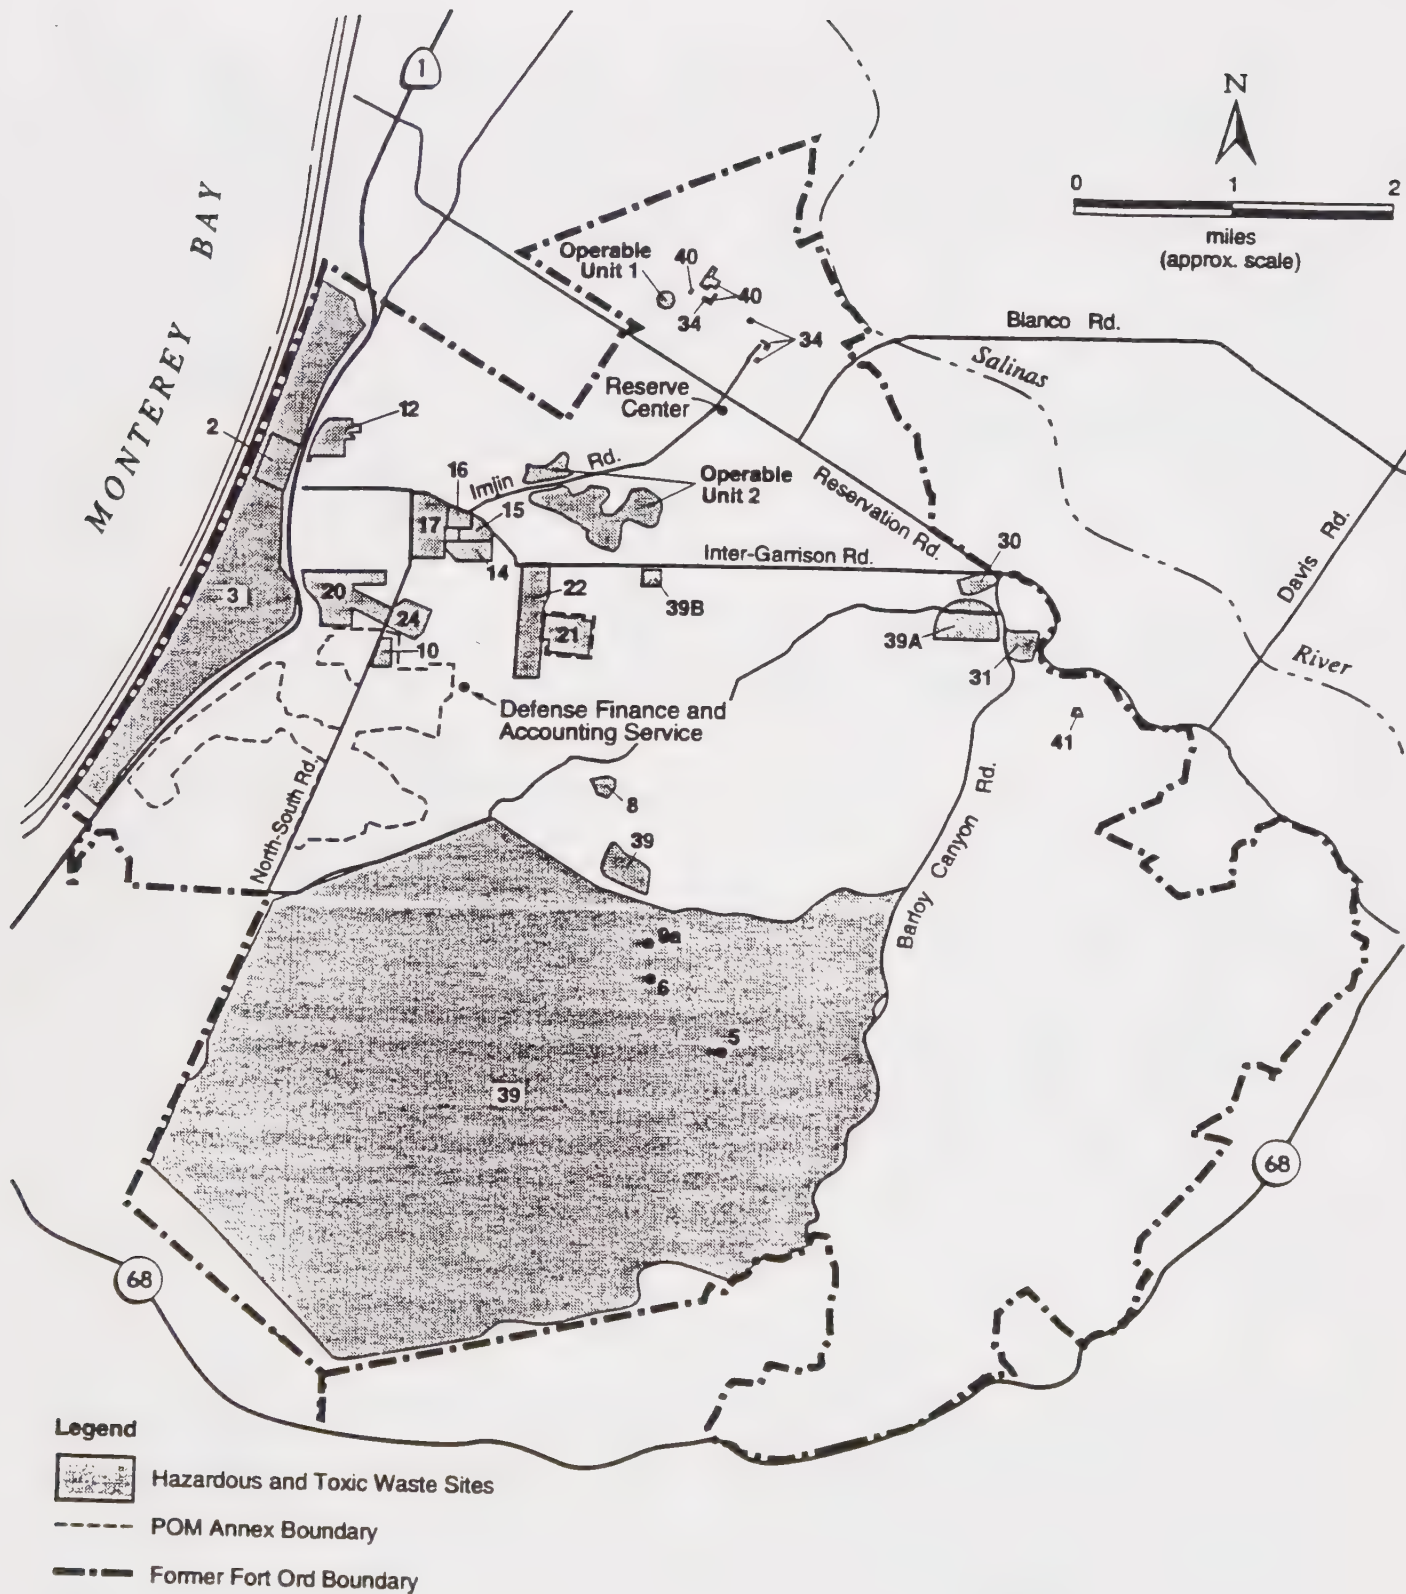 1
N
0 1 2
miles
(approx. scale)
MONTEREY BAY
Operable
Unit 1
40
40
34
34
Blanco Rd.
Salinas
Reserve
Center
12
2
Imjin Rd.
16
Operable
Unit 2
17
15
14
Reservation Rd.
Davis Rd.
30
Inter-Garrison Rd.
3
20
24
22
39B
21
39A
10
31
River
Defense Finance and
Accounting Service
41
North-South Rd.
8
39
Barloy Canyon Rd.
9a
6
5
39
68
68
Legend
Hazardous and Toxic Waste Sites
POM Annex Boundary
Former Fort Ord Boundary